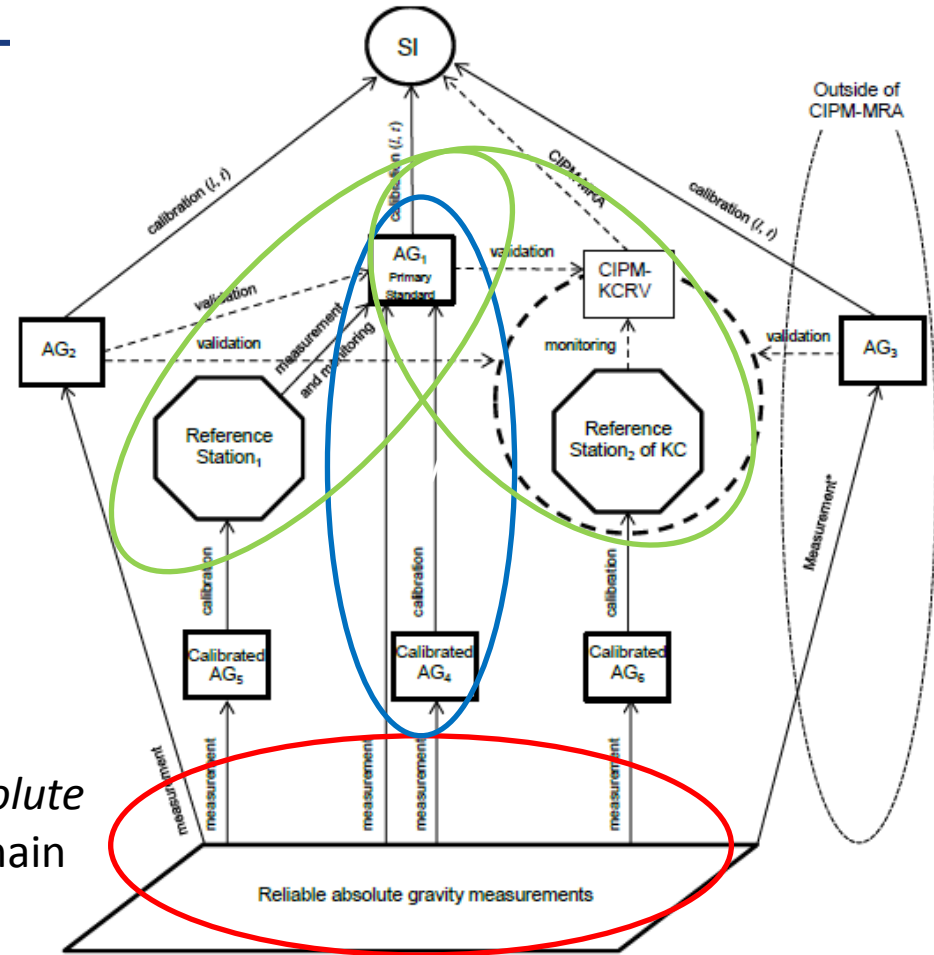 SI
Outside of
CIPM-MRA
calibration (l, t)
calibration (l, t)
CIPM-MRA
calibration (l, t)
AG₁
Primary
Standard
validation
CIPM-
KCRV
validation
AG₂
validation
measurement
and monitoring
monitoring
validation
AG₃
Reference
Station₁
Reference
Station₂ of KC
Measurement*
calibration
calibration
calibration
Calibrated
AG₅
Calibrated
AG₄
Calibrated
AG₆
measurement
measurement
measurement
measurement
measurement
olute
nain
Reliable absolute gravity measurements